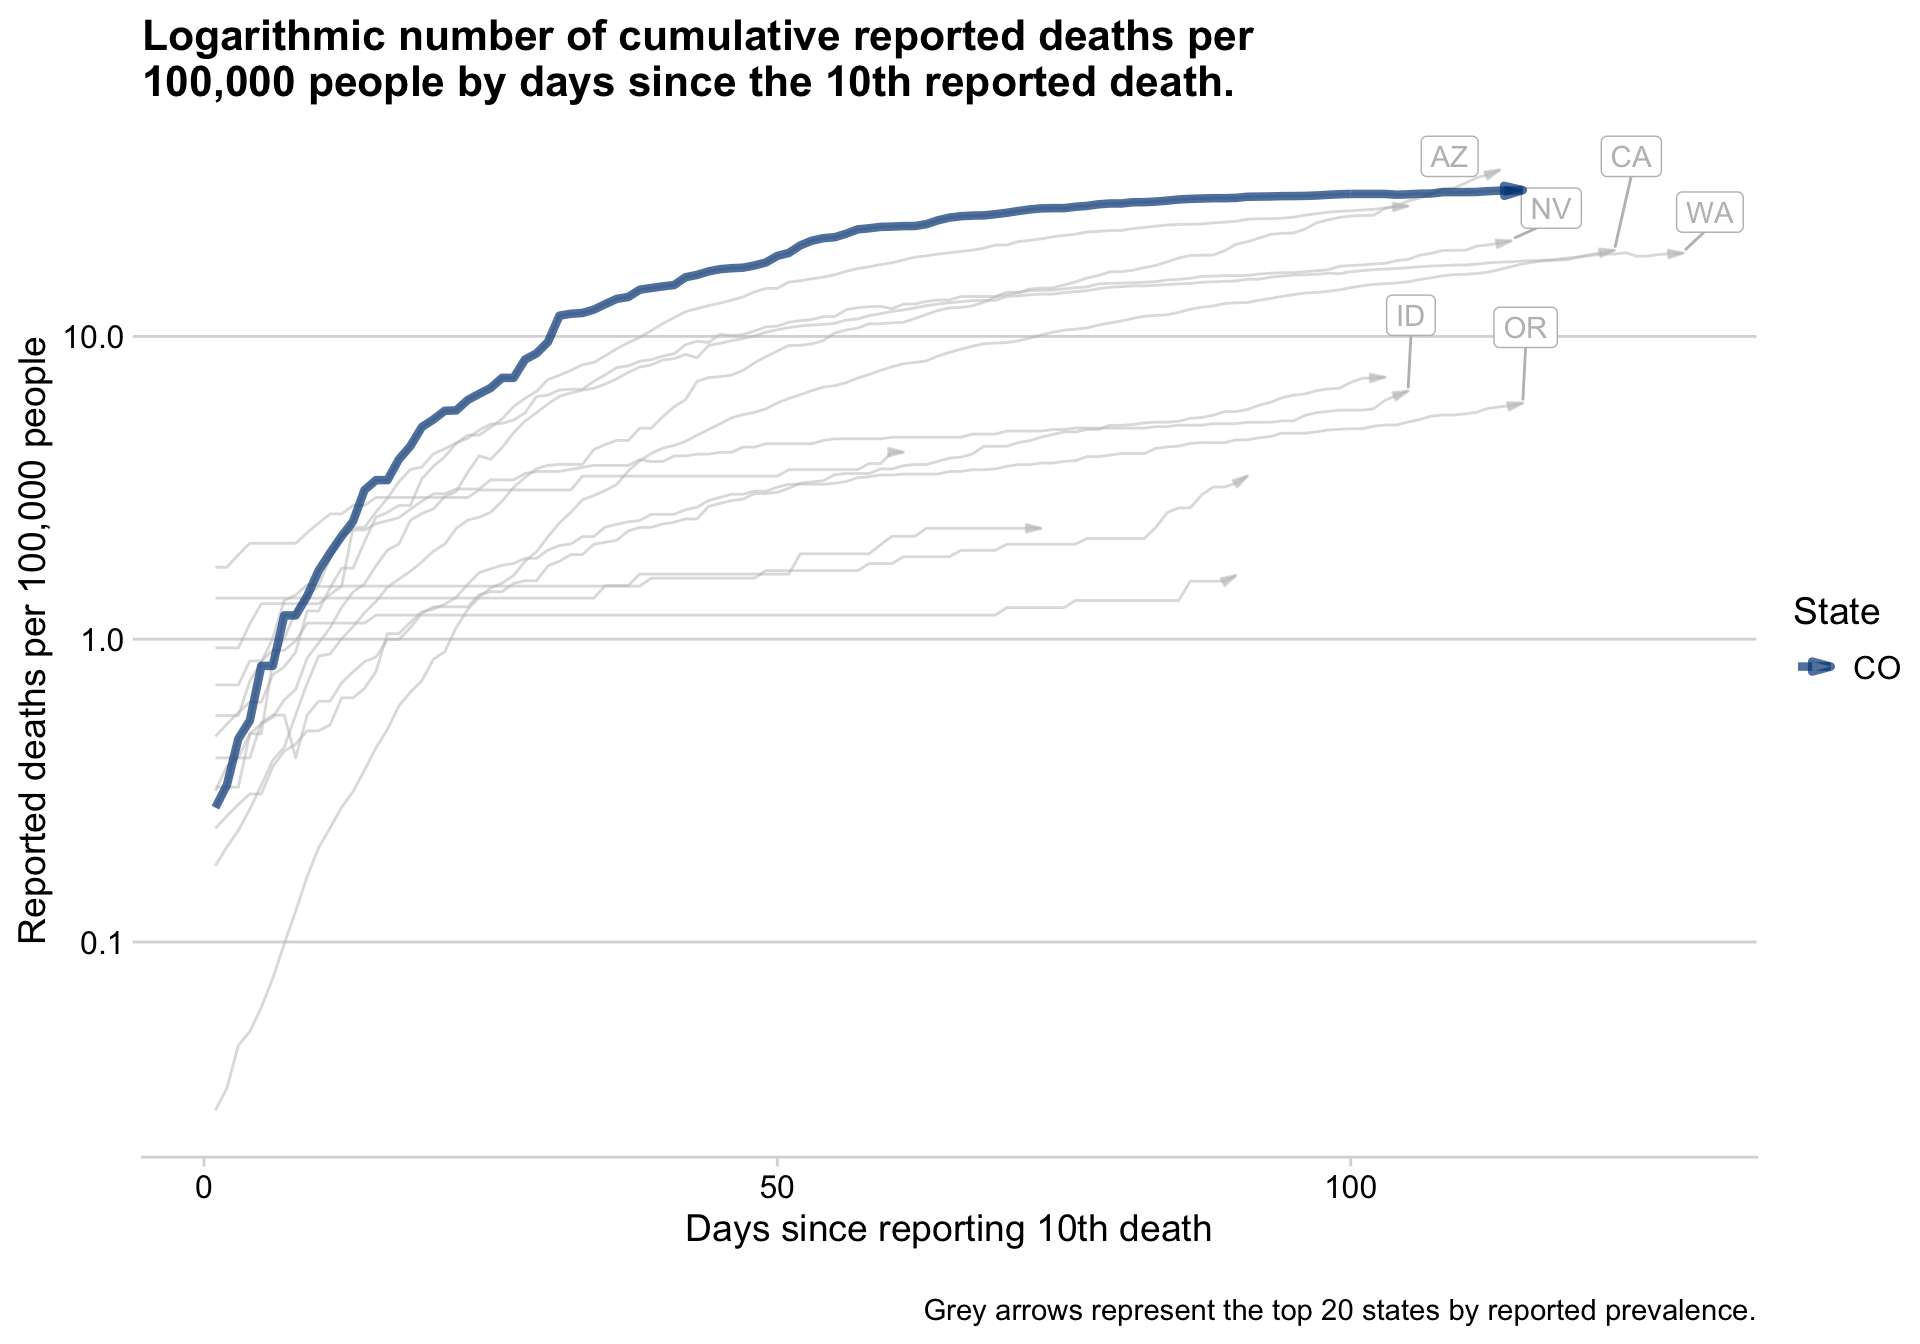 Logarithmic number of cumulative reported deaths per
100,000 people by days since the 10th reported death.
AZ
CA
NV
WA
ID
OR
Reported deaths per 100,000 people
10.0
1.0
0.1
State
CO
0
50
100
Days since reporting 10th death
Grey arrows represent the top 20 states by reported prevalence.